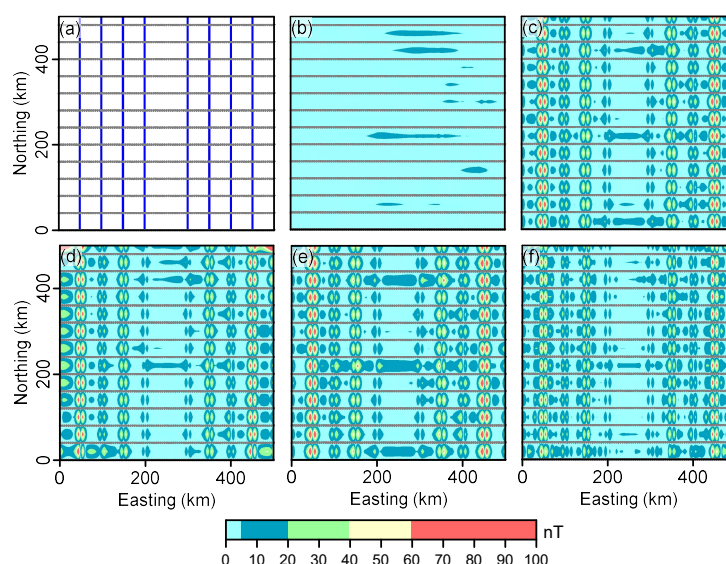 (a) (b) (c)
Northing (km)
400
200
0
(d) (e) (f)
Northing (km)
400
200
0
0 200 400 0 200 400 0 200 400
Easting (km) Easting (km) Easting (km)
nT
0 10 20 30 40 50 60 70 80 90 100